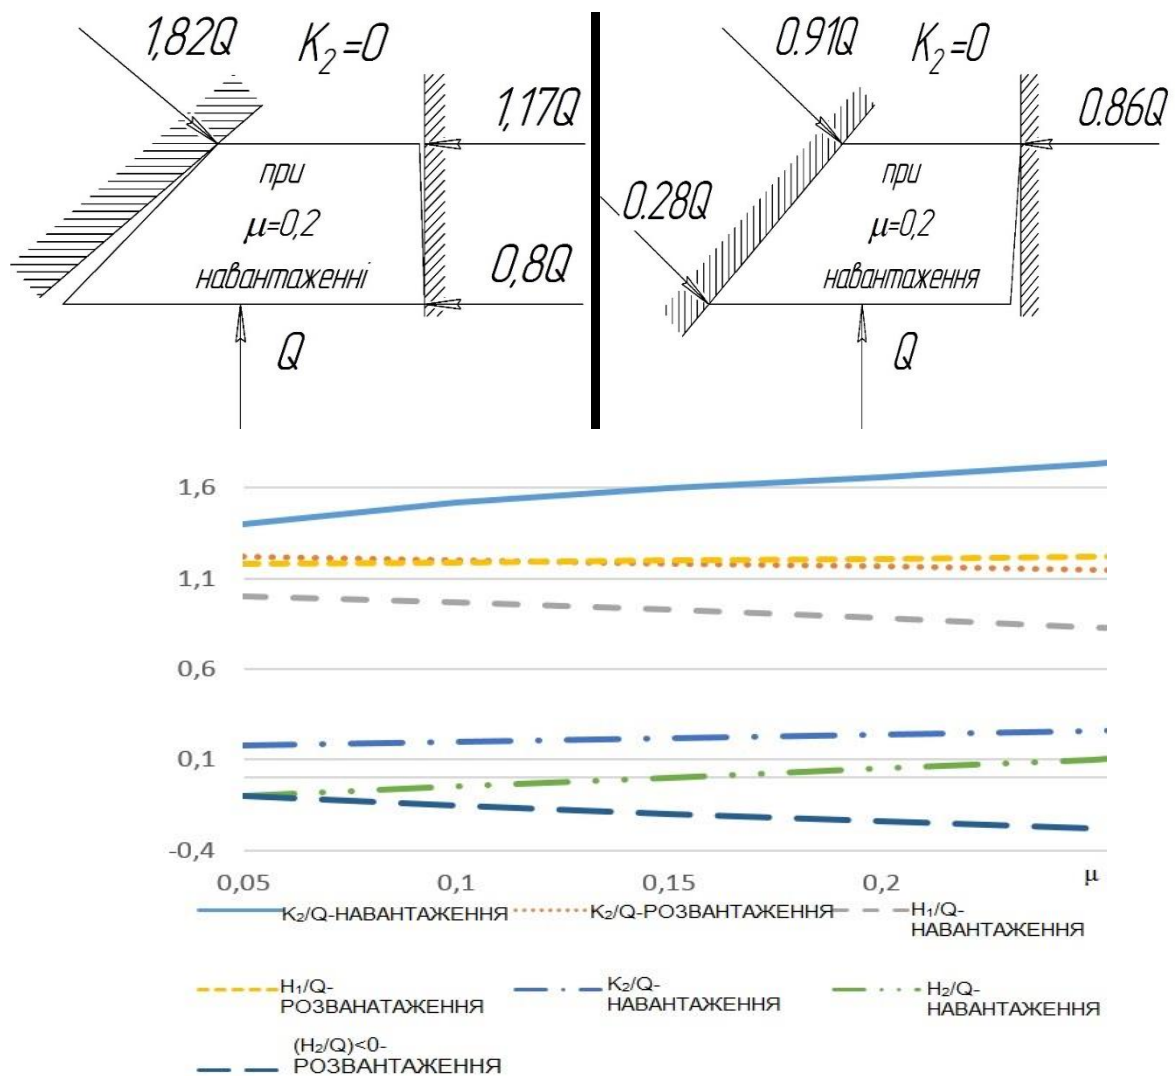 1,82Q
K₂=0
1,17Q
при
μ=0,2
навантаженні
0,8Q
Q
0.91Q
K₂=0
0.86Q
0.28Q
при
μ=0,2
навантаження
Q
1,6
1,1
0,6
0,1
-0,4
0,05 0,1 0,15 0,2 μ
K₂/Q-НАВАНТАЖЕННЯ
K₂/Q-РОЗВАНТАЖЕННЯ
H₁/Q-
НАВАНТАЖЕННЯ
H₁/Q-
РОЗВАНАТАЖЕННЯ
K₂/Q-
НАВАНТАЖЕННЯ
H₂/Q-
НАВАНТАЖЕННЯ
(H₂/Q)<0-
РОЗВАНТАЖЕННЯ